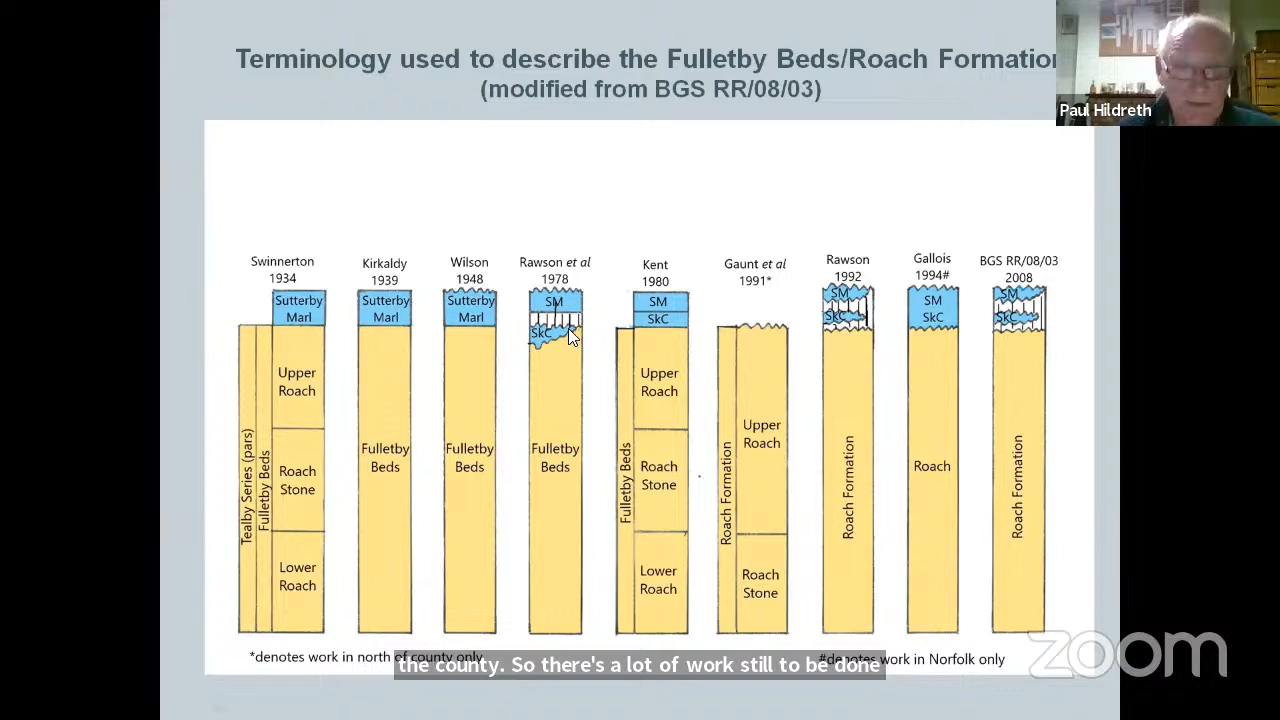 Terminology used to describe the Fulletby Beds/Roach Formation
(modified from BGS RR/08/03)
Paul Hildreth
Swinnerton
1934
Kirkaldy
1939
Wilson
1948
Rawson et al
1978
Kent
1980
Gaunt et al
1991*
Rawson
1992
Gallois
1994#
BGS RR/08/03
2008
Sutterby
Marl
Sutterby
Marl
Sutterby
Marl
SM
SkC
SM
SkC
SM
SkC
SM
SkC
SM
SkC
Tealby Series (pars)
Fulletby Beds
Upper
Roach
Roach
Stone
Lower
Roach
Fulletby
Beds
Fulletby
Beds
Fulletby
Beds
Fulletby Beds
Upper
Roach
Roach
Stone
Lower
Roach
Roach Formation
Upper
Roach
Roach
Stone
Roach Formation
Roach
Roach Formation
*denotes work in north of county only
#denotes work in Norfolk only
the county. So there's a lot of work still to be done
zoom